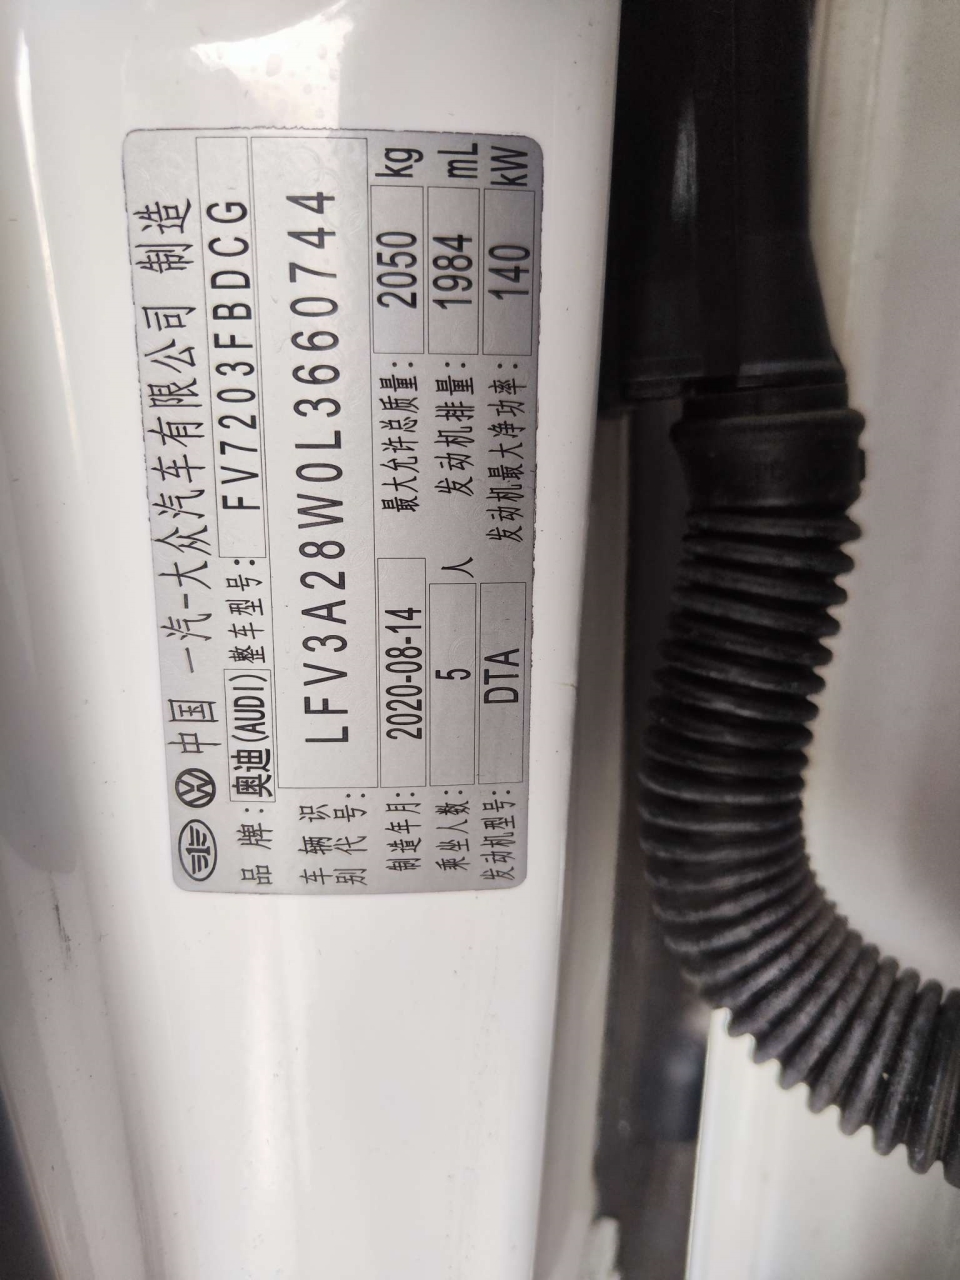 中国 一汽-大众汽车有限公司 制造
品牌: 奥迪(AUDI) 整车型号: FV7203FBDCG
车辆识别代号: LFV3A28W0L3660744
制造年月: 2020-08-14 最大允许总质量: 2050 kg
乘坐人数: 5 人 发动机排量: 1984 mL
发动机型号: DTA 发动机最大净功率: 140 kW